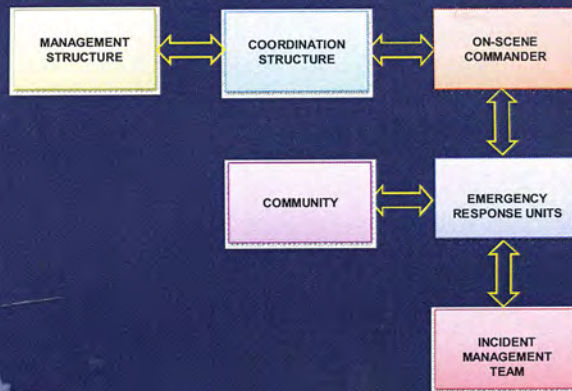 MANAGEMENT
STRUCTURE
COORDINATION
STRUCTURE
ON-SCENE
COMMANDER
COMMUNITY
EMERGENCY
RESPONSE UNITS
INCIDENT
MANAGEMENT
TEAM